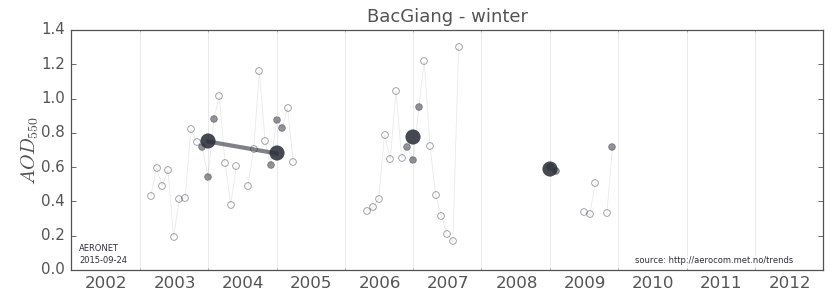 BacGiang - winter
1.4
1.2
1.0
0.8
0.6
0.4
0.2
0.0
AOD550
AERONET
2015-09-24
source: http://aerocom.met.no/trends
2002 2003 2004 2005 2006 2007 2008 2009 2010 2011 2012